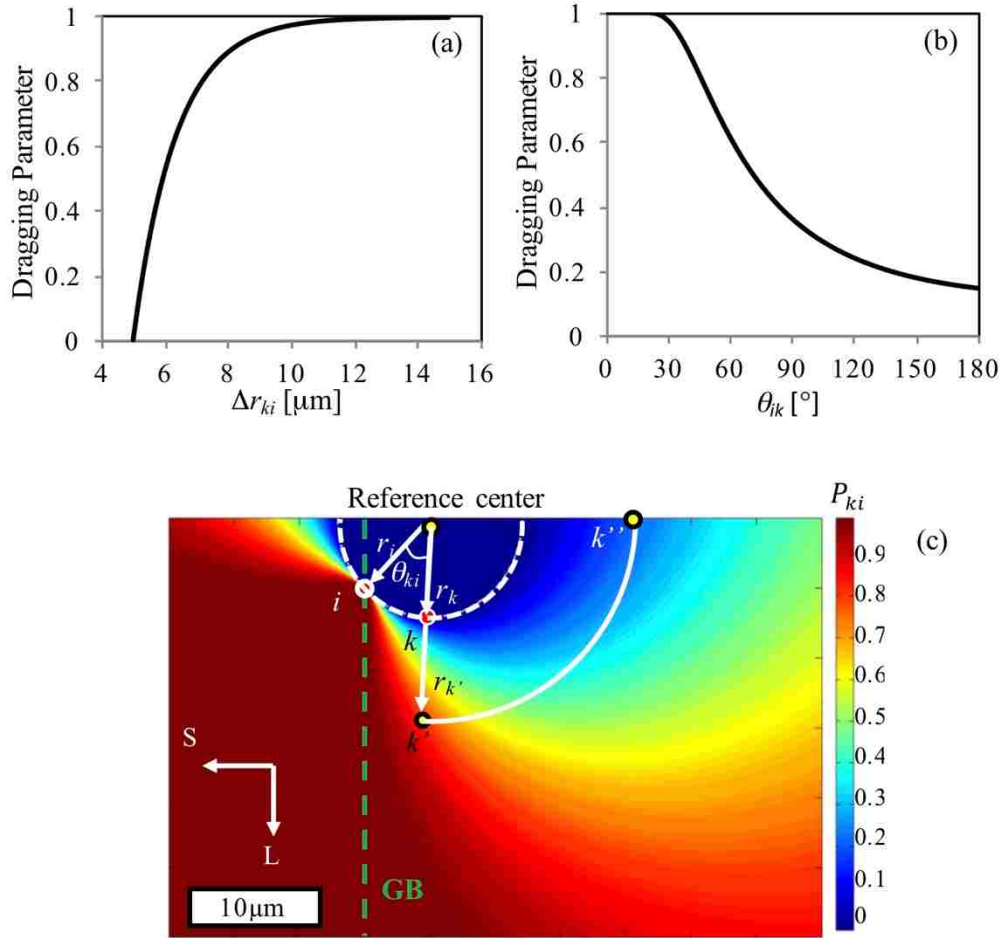 1
0.8
0.6
0.4
0.2
0
Dragging Parameter
(a)
4 6 8 10 12 14 16
Δr_ki [μm]
1
0.8
0.6
0.4
0.2
0
Dragging Parameter
(b)
0 30 60 90 120 150 180
θ_ik [°]
Reference center
P_ki
(c)
r_i
θ_ki
r_k
i
k
r_k'
k'
k''
S
L
GB
10μm
0.9
0.8
0.7
0.6
0.5
0.4
0.3
0.2
0.1
0